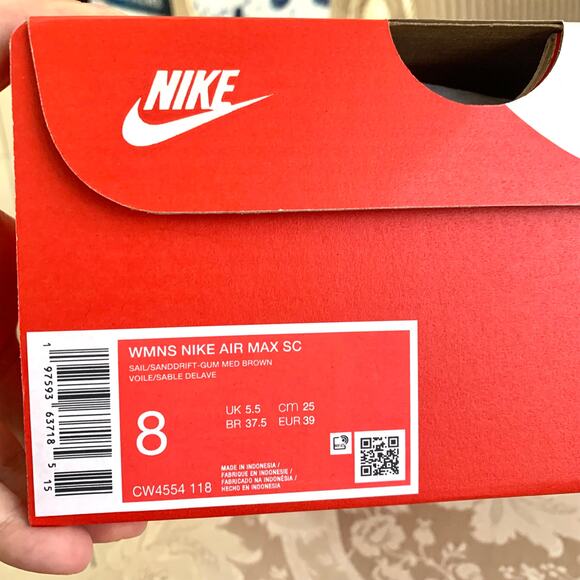 NIKE
WMNS NIKE AIR MAX SC
SAIL/SANDDRIFT-GUM MED BROWN
VOILE/SABLE DELAVE
8
UK 5.5 cm 25
BR 37.5 EUR 39
MADE IN INDONESIA/
FABRIQUE EN INDONESIE/
FABRICADO NA INDONÉSIA/
HECHO EN INDONESIA
CW4554 118
1 97593 63718 5 15